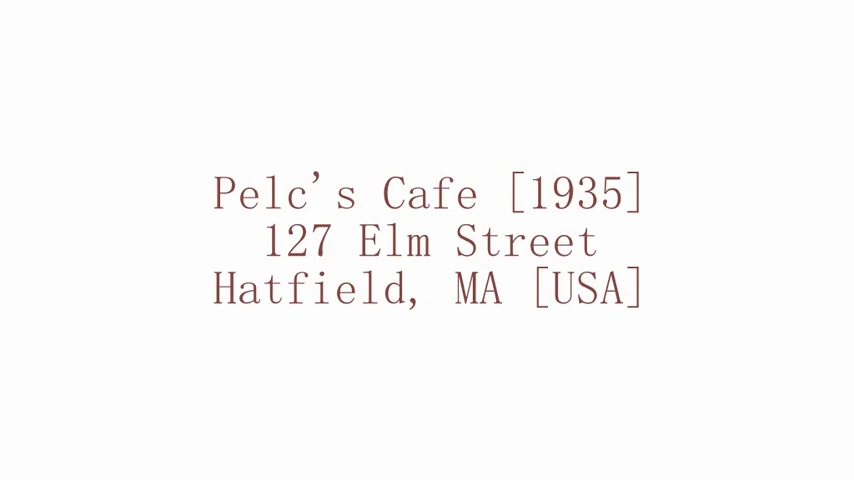 Pelc's Cafe [1935]
127 Elm Street
Hatfield, MA [USA]